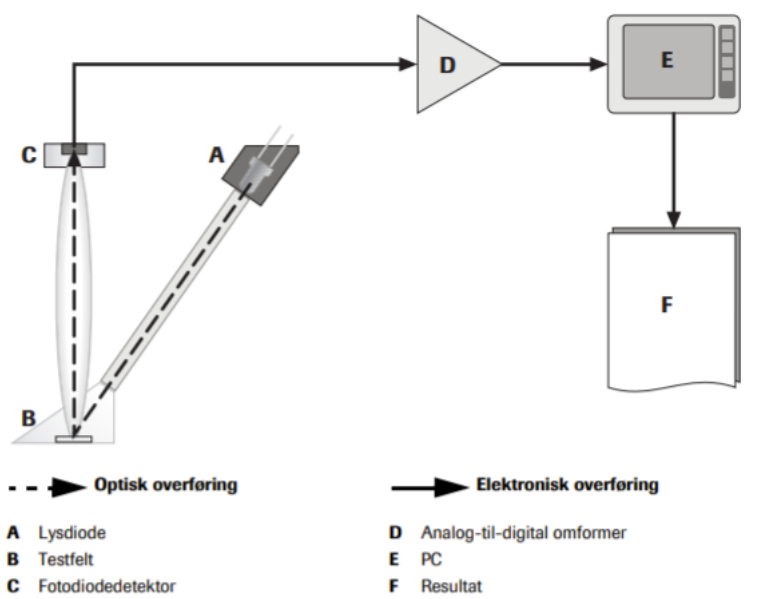 D
E
C
A
F
B
Optisk overføring
Elektronisk overføring
A Lysdiode
B Testfelt
C Fotodiodedetektor
D Analog-til-digital omformer
E PC
F Resultat